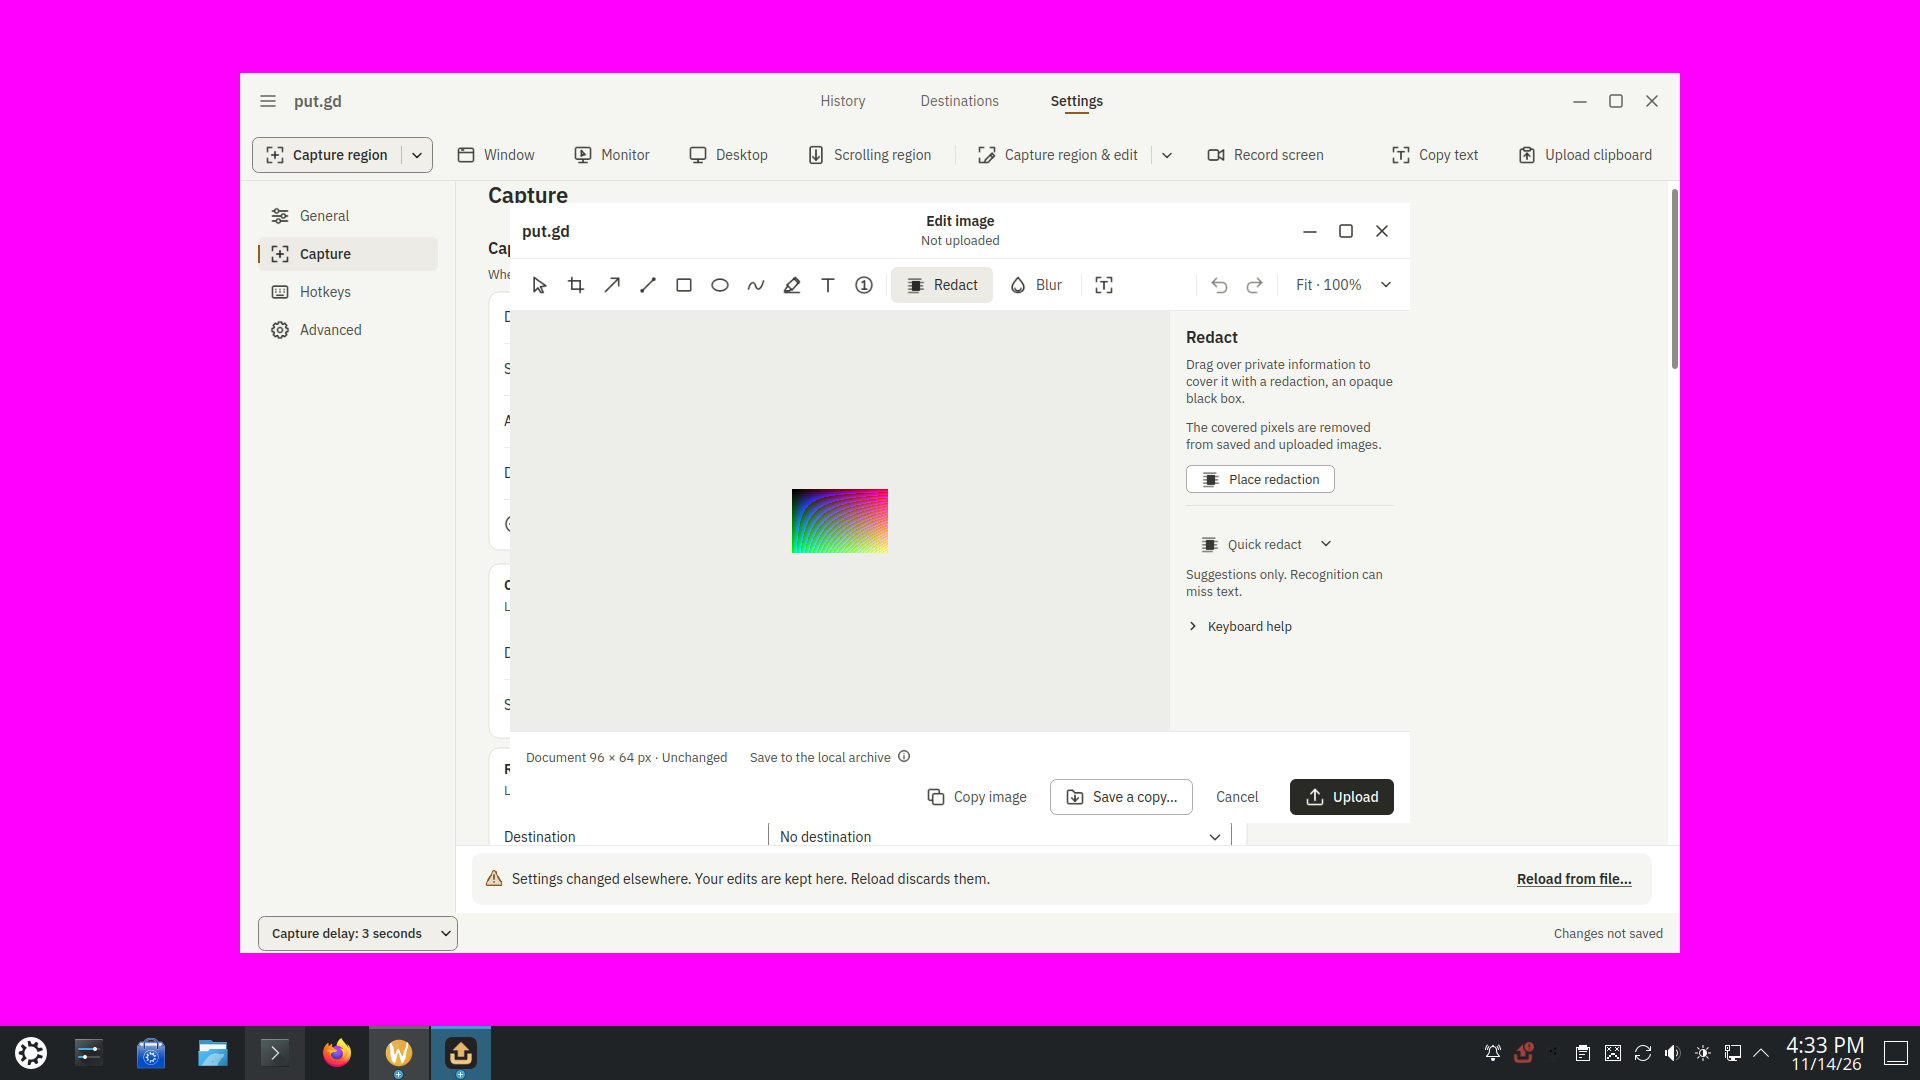 put.gd
History
Destinations
Settings
Capture region
Window
Monitor
Desktop
Scrolling region
Capture region & edit
Record screen
Copy text
Upload clipboard
General
Capture
Hotkeys
Advanced
Capture
put.gd
Edit image
Not uploaded
Redact
Blur
Fit · 100%
Redact
Drag over private information to
cover it with a redaction, an opaque
black box.
The covered pixels are removed
from saved and uploaded images.
Place redaction
Quick redact
Suggestions only. Recognition can
miss text.
Keyboard help
Document 96 × 64 px · Unchanged
Save to the local archive
Copy image
Save a copy...
Cancel
Upload
Destination
No destination
Settings changed elsewhere. Your edits are kept here. Reload discards them.
Reload from file...
Capture delay: 3 seconds
Changes not saved
4:33 PM
11/14/26